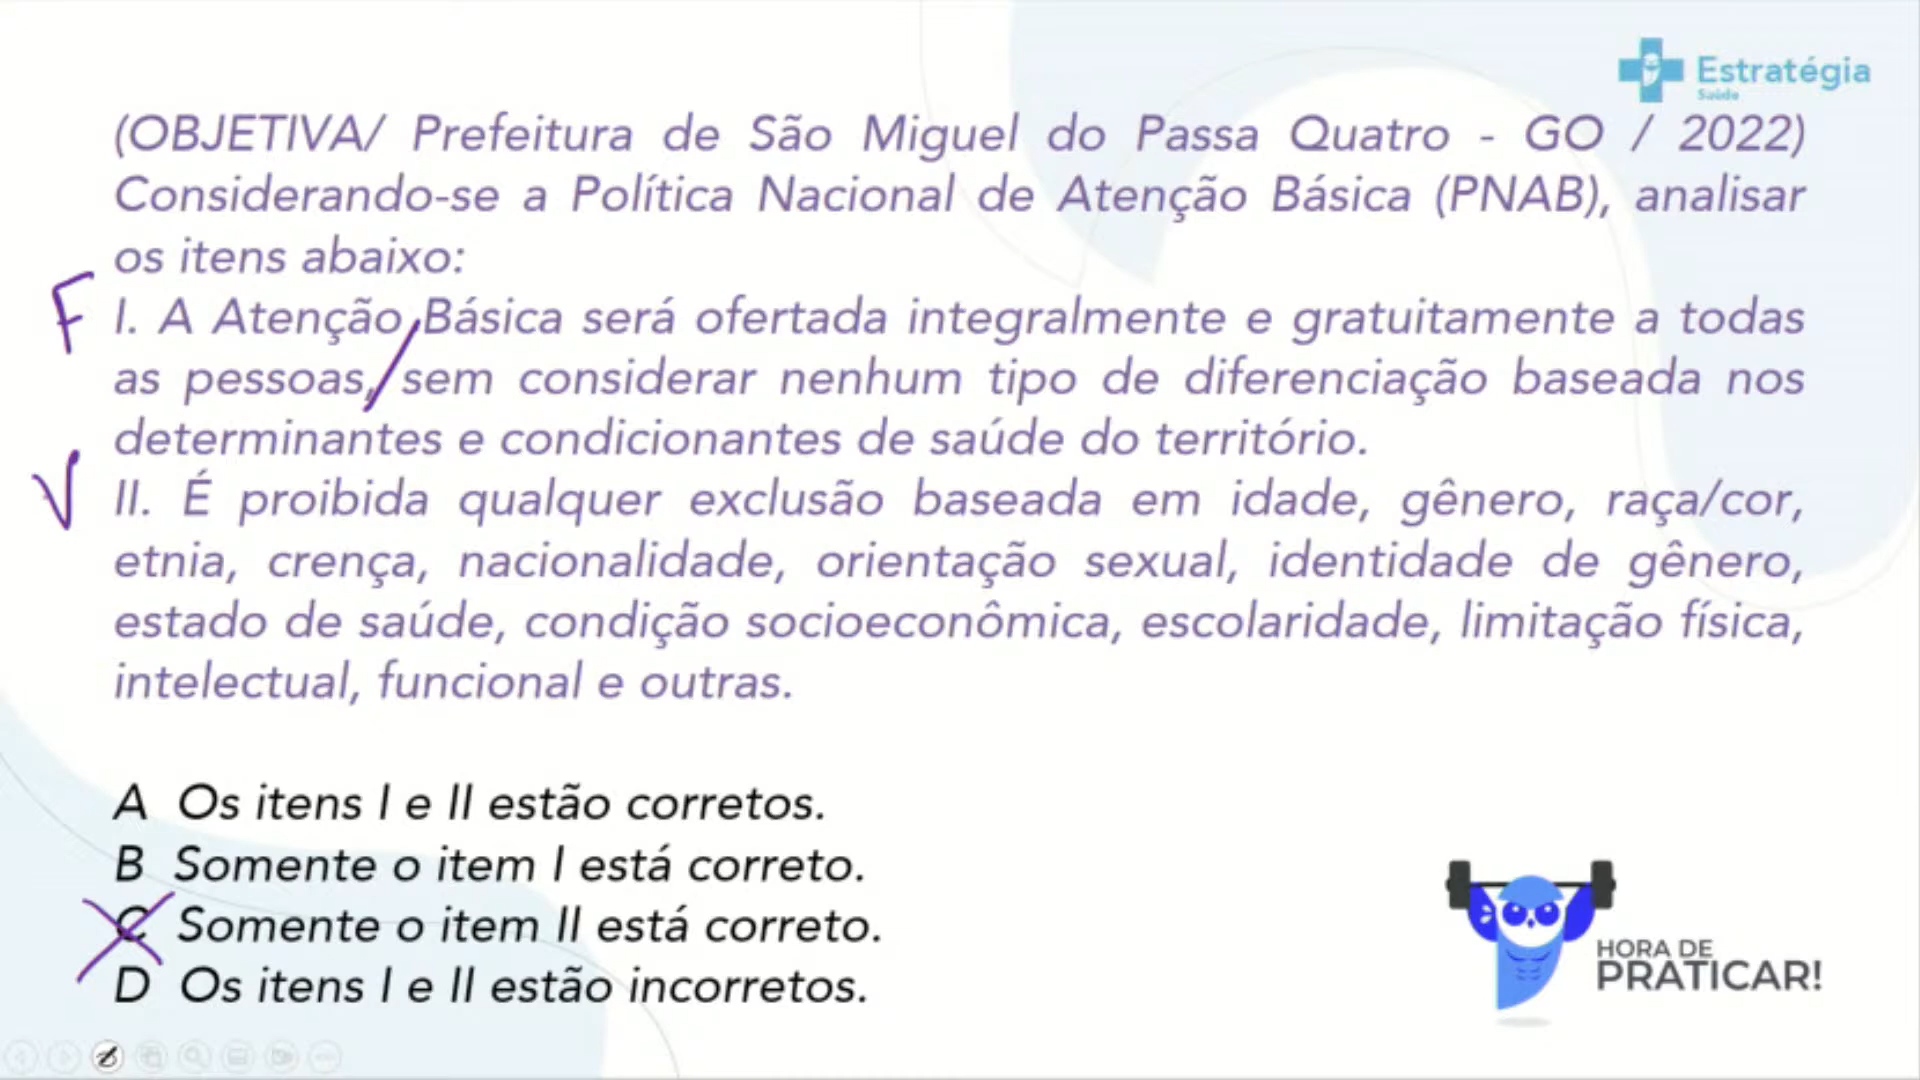 Estratégia
Saúde
(OBJETIVA/ Prefeitura de São Miguel do Passa Quatro - GO / 2022)
Considerando-se a Política Nacional de Atenção Básica (PNAB), analisar
os itens abaixo:
F I. A Atenção Básica será ofertada integralmente e gratuitamente a todas
as pessoas, sem considerar nenhum tipo de diferenciação baseada nos
determinantes e condicionantes de saúde do território.
V II. É proibida qualquer exclusão baseada em idade, gênero, raça/cor,
etnia, crença, nacionalidade, orientação sexual, identidade de gênero,
estado de saúde, condição socioeconômica, escolaridade, limitação física,
intelectual, funcional e outras.
A Os itens I e II estão corretos.
B Somente o item I está correto.
C Somente o item II está correto.
D Os itens I e II estão incorretos.
HORA DE
PRATICAR!